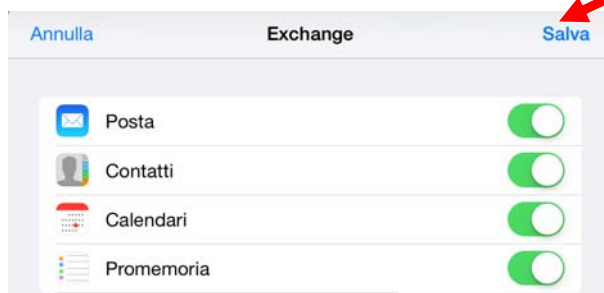 Annulla Exchange Salva
Posta
Contatti
Calendari
Promemoria